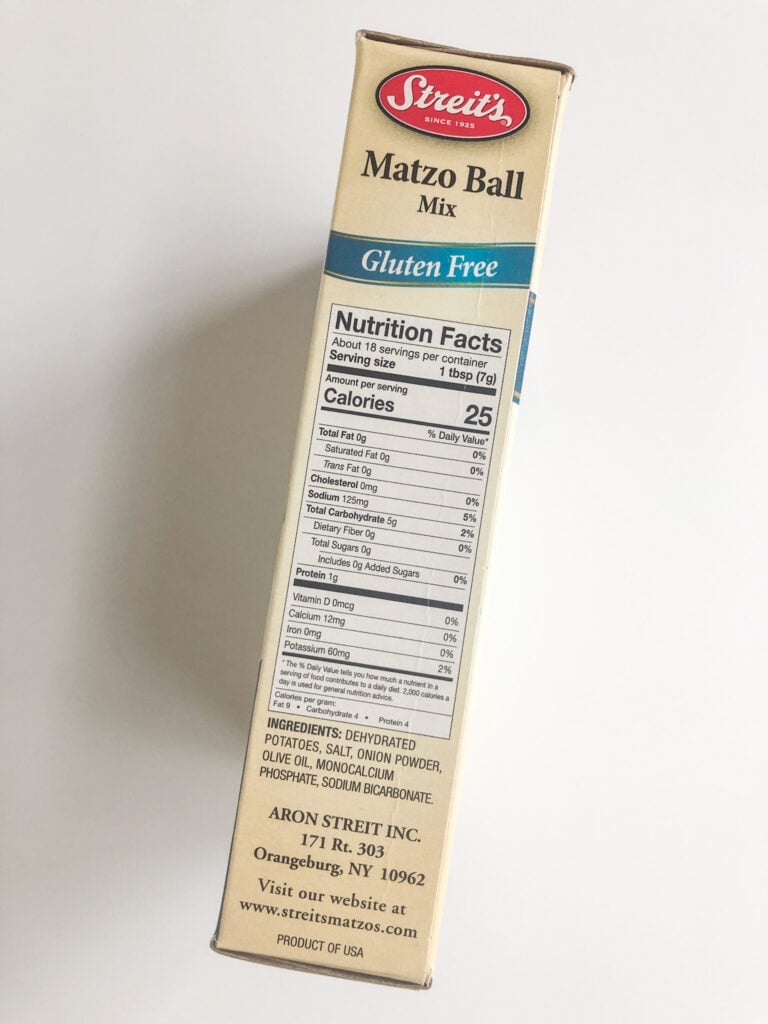 Streit's
SINCE 1925
Matzo Ball
Mix
Gluten Free
Nutrition Facts
About 18 servings per container
Serving size 1 tbsp (7g)
Amount per serving
Calories 25
% Daily Value*
Total Fat 0g 0%
Saturated Fat 0g 0%
Trans Fat 0g
Cholesterol 0mg 0%
Sodium 125mg 5%
Total Carbohydrate 5g 2%
Dietary Fiber 0g 0%
Total Sugars 0g
Includes 0g Added Sugars 0%
Protein 1g
Vitamin D 0mcg 0%
Calcium 12mg 0%
Iron 0mg 0%
Potassium 60mg 2%
* The % Daily Value tells you how much a nutrient in a
serving of food contributes to a daily diet. 2,000 calories a
day is used for general nutrition advice.
Calories per gram:
Fat 9 • Carbohydrate 4 • Protein 4
INGREDIENTS: DEHYDRATED
POTATOES, SALT, ONION POWDER,
OLIVE OIL, MONOCALCIUM
PHOSPHATE, SODIUM BICARBONATE.
ARON STREIT INC.
171 Rt. 303
Orangeburg, NY 10962
Visit our website at
www.streitsmatzos.com
PRODUCT OF USA